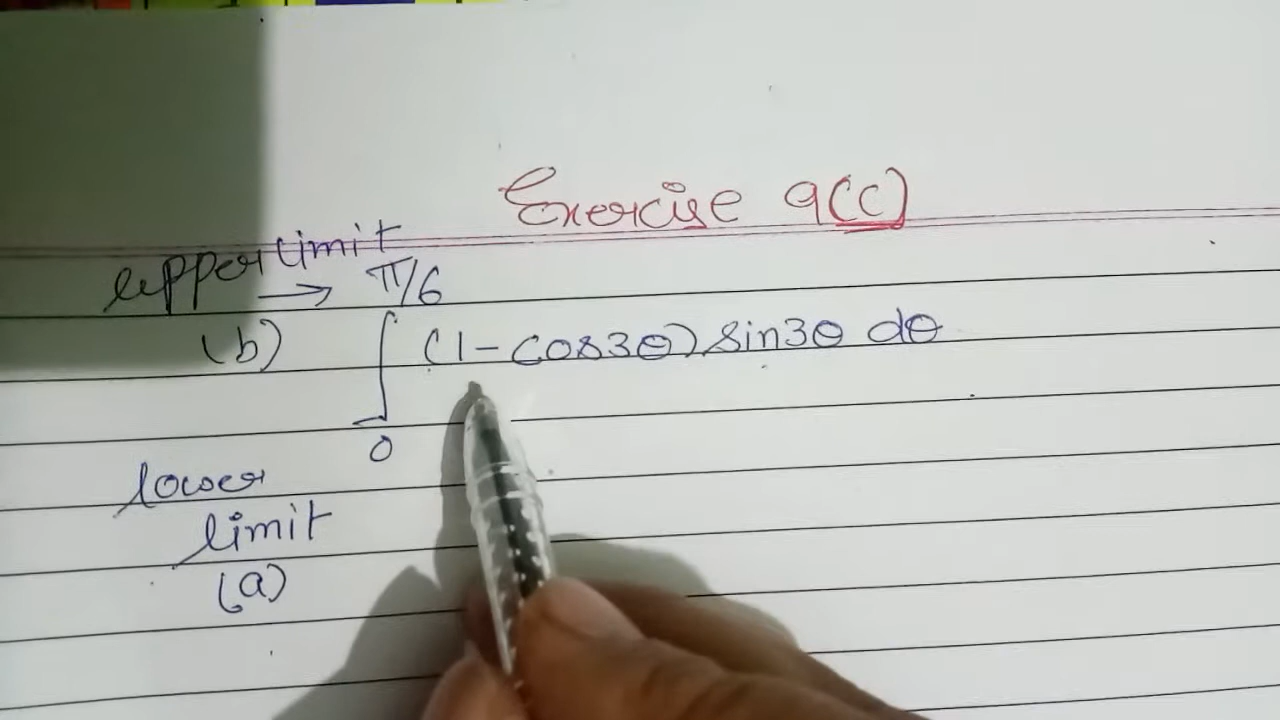 Exercise 9(C)
upper limit
(b) → π/6
∫ (1 - cos3θ) sin3θ dθ
0
lower
limit
(a)